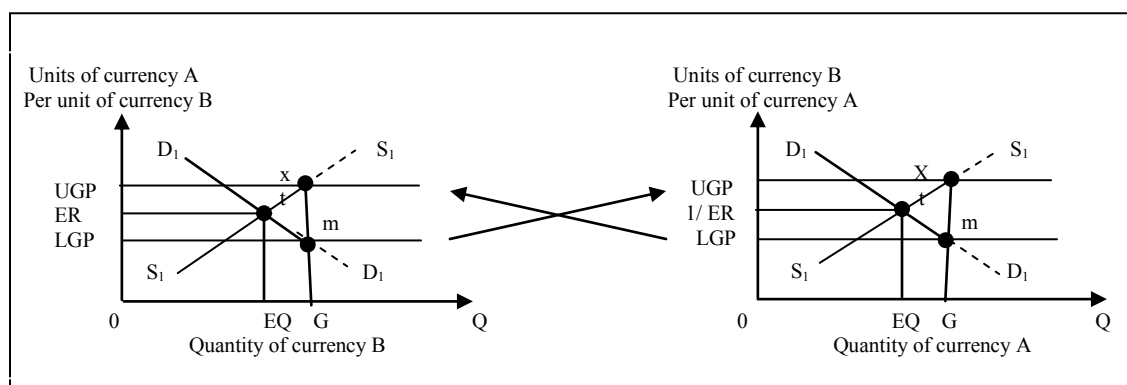 Units of currency A
Per unit of currency B
D1
S1
x
UGP
t
ER
m
LGP
S1
D1
0
EQ
G
Q
Quantity of currency B
Units of currency B
Per unit of currency A
D1
S1
X
UGP
t
1/ ER
m
LGP
S1
D1
0
EQ
G
Q
Quantity of currency A